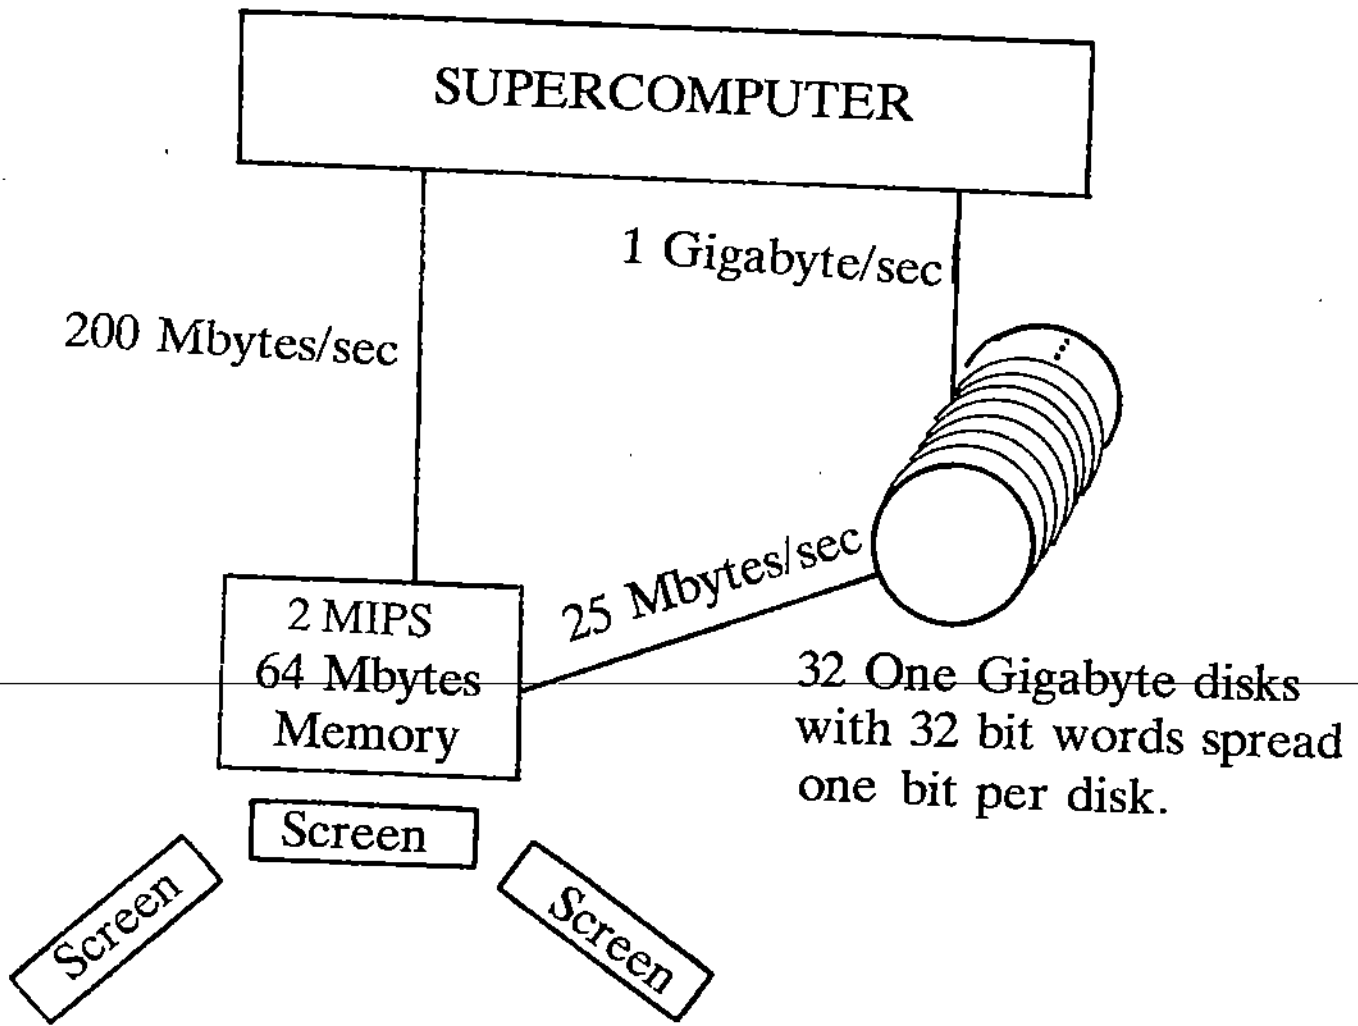 SUPERCOMPUTER
1 Gigabyte/sec
200 Mbytes/sec
25 Mbytes/sec
2 MIPS
64 Mbytes
Memory
32 One Gigabyte disks
with 32 bit words spread
one bit per disk.
Screen
Screen
Screen